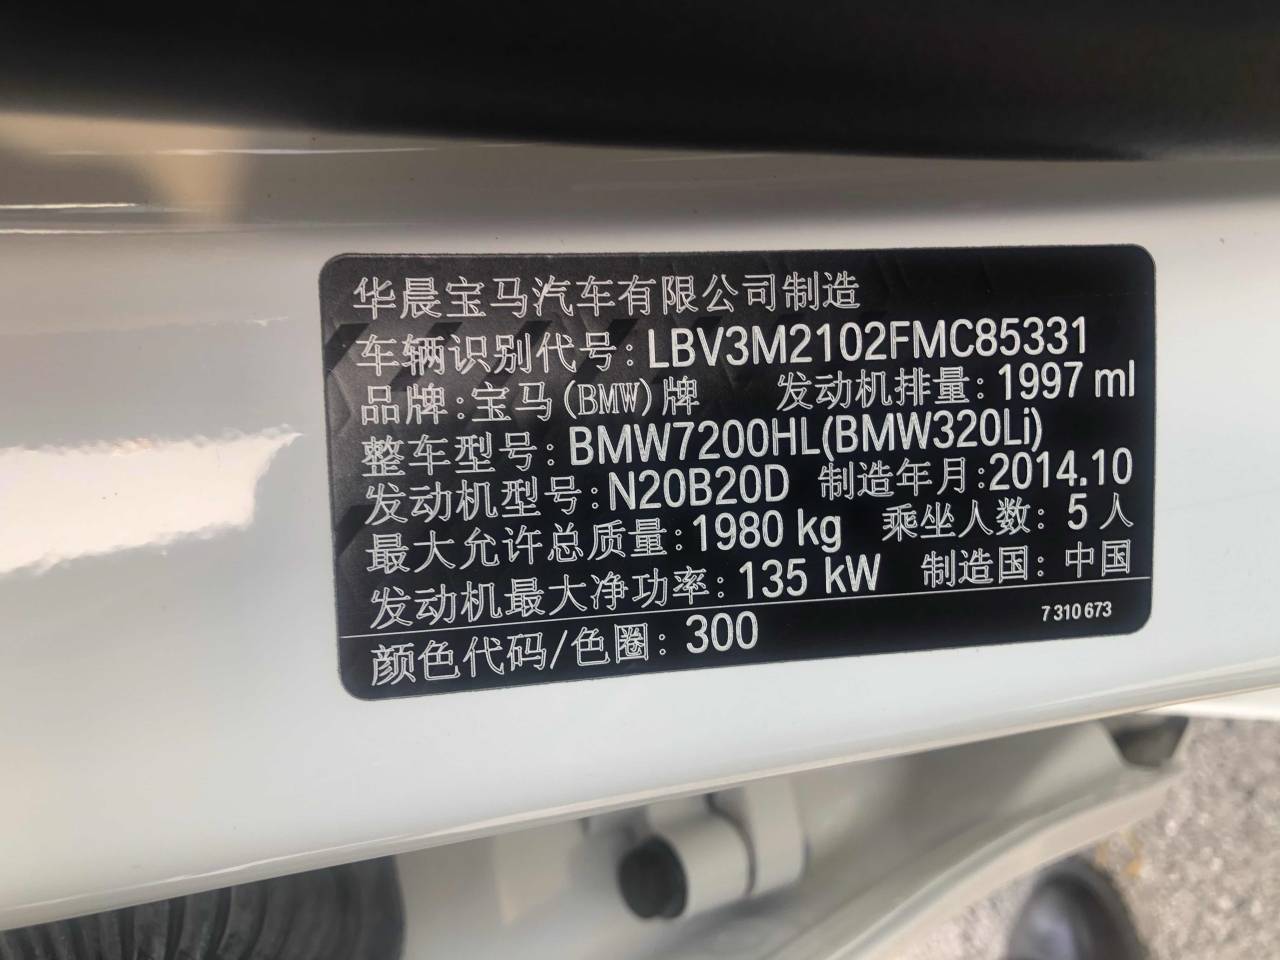 华晨宝马汽车有限公司制造
车辆识别代号: LBV3M2102FMC85331
品牌:宝马(BMW)牌 发动机排量: 1997 ml
整车型号: BMW7200HL(BMW320Li)
发动机型号: N20B20D 制造年月:2014.10
最大允许总质量: 1980 kg 乘坐人数: 5 人
发动机最大净功率: 135 kW 制造国: 中国
7 310 673
颜色代码/色圈: 300